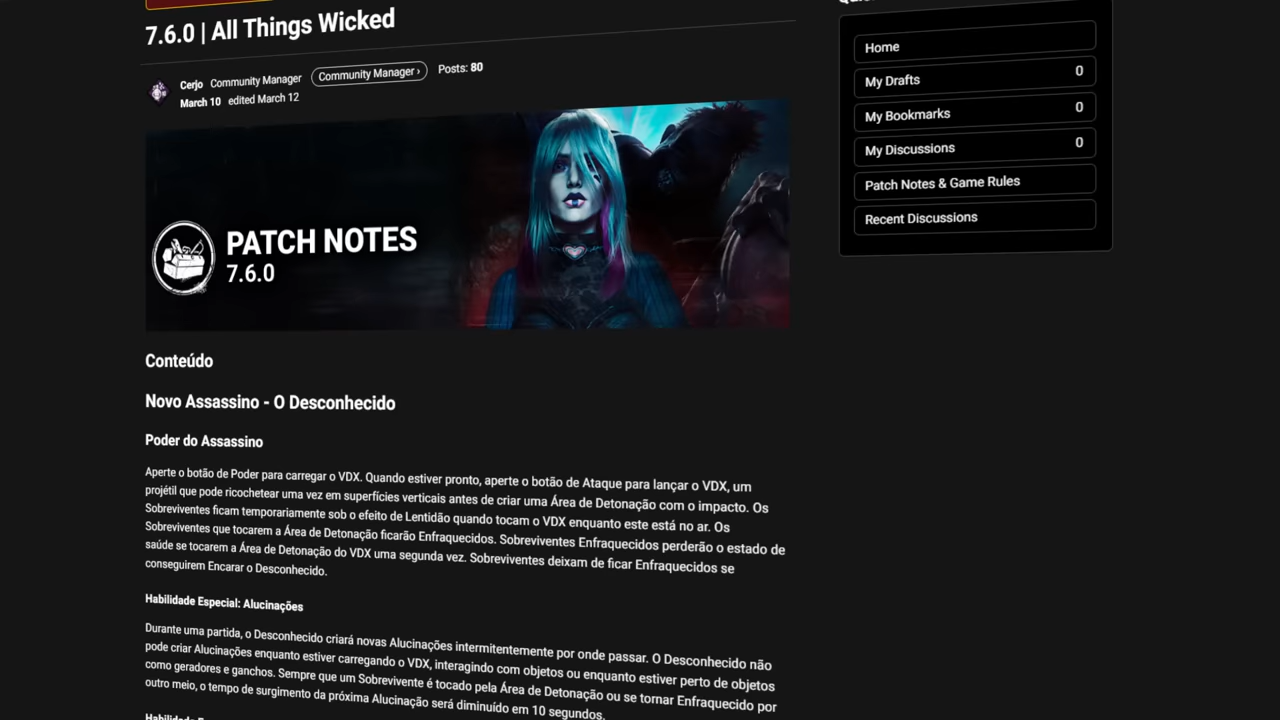 7.6.0 | All Things Wicked
Cerjo Community Manager Community Manager › Posts: 80
March 10 edited March 12
PATCH NOTES
7.6.0
Conteúdo
Novo Assassino - O Desconhecido
Poder do Assassino
Aperte o botão de Poder para carregar o VDX. Quando estiver pronto, aperte o botão de Ataque para lançar o VDX, um
projétil que pode ricochetear uma vez em superfícies verticais antes de criar uma Área de Detonação com o impacto. Os
Sobreviventes ficam temporariamente sob o efeito de Lentidão quando tocam o VDX enquanto este está no ar. Os
Sobreviventes que tocarem a Área de Detonação ficarão Enfraquecidos. Sobreviventes Enfraquecidos perderão o estado de
saúde se tocarem a Área de Detonação do VDX uma segunda vez. Sobreviventes deixam de ficar Enfraquecidos se
conseguirem Encarar o Desconhecido.
Habilidade Especial: Alucinações
Durante uma partida, o Desconhecido criará novas Alucinações intermitentemente por onde passar. O Desconhecido não
pode criar Alucinações enquanto estiver carregando o VDX, interagindo com objetos ou enquanto estiver perto de objetos
como geradores e ganchos. Sempre que um Sobrevivente é tocado pela Área de Detonação ou se tornar Enfraquecido por
outro meio, o tempo de surgimento da próxima Alucinação será diminuído em 10 segundos.
Home
My Drafts 0
My Bookmarks 0
My Discussions 0
Patch Notes & Game Rules
Recent Discussions